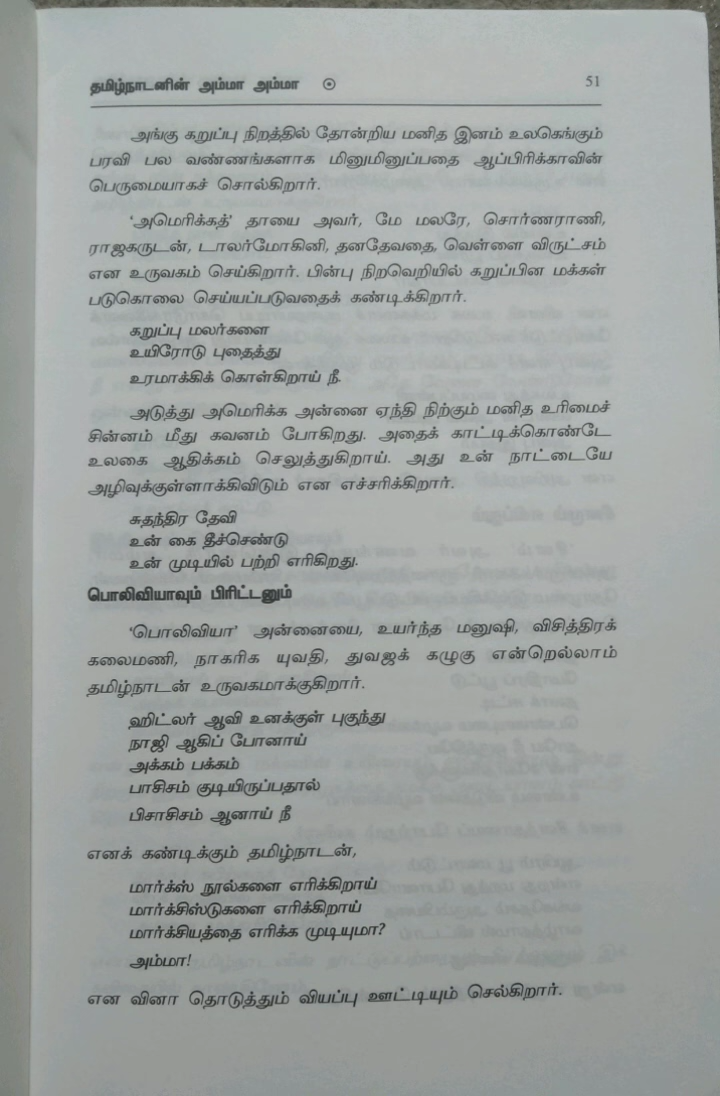 தமிழ்நாடனின் அம்மா அம்மா 51
அங்கு கறுப்பு நிறத்தில் தோன்றிய மனித இனம் உலகெங்கும்
பரவி பல வண்ணங்களாக மினுமினுப்பதை ஆப்பிரிக்காவின்
பெருமையாகச் சொல்கிறார்.
'அமெரிக்கத்' தாயை அவர், மே மலரே, சொர்ணராணி,
ராஜகருடன், டாலர்மோகினி, தனதேவதை, வெள்ளை விருட்சம்
என உருவகம் செய்கிறார். பின்பு நிறவெறியில் கறுப்பின மக்கள்
படுகொலை செய்யப்படுவதைக் கண்டிக்கிறார்.
கறுப்பு மலர்களை
உயிரோடு புதைத்து
உரமாக்கிக் கொள்கிறாய் நீ.
அடுத்து அமெரிக்க அன்னை ஏந்தி நிற்கும் மனித உரிமைச்
சின்னம் மீது கவனம் போகிறது. அதைக் காட்டிக்கொண்டே
உலகை ஆதிக்கம் செலுத்துகிறாய். அது உன் நாட்டையே
அழிவுக்குள்ளாக்கிவிடும் என எச்சரிக்கிறார்.
சுதந்திர தேவி
உன் கை தீச்செண்டு
உன் முடியில் பற்றி எரிகிறது.
பொலிவியாவும் பிரிட்டனும்
'பொலிவியா' அன்னையை, உயர்ந்த மனுஷி, விசித்திரக்
கலைமணி, நாகரிக யுவதி, துவஜக் கழுகு என்றெல்லாம்
தமிழ்நாடன் உருவகமாக்குகிறார்.
ஹிட்லர் ஆவி உனக்குள் புகுந்து
நாஜி ஆகிப் போனாய்
அக்கம் பக்கம்
பாசிசம் குடியிருப்பதால்
பிசாசிசம் ஆனாய் நீ
எனக் கண்டிக்கும் தமிழ்நாடன்,
மார்க்ஸ் நூல்களை எரிக்கிறாய்
மார்க்சிஸ்டுகளை எரிக்கிறாய்
மார்க்சியத்தை எரிக்க முடியுமா?
அம்மா!
என வினா தொடுத்தும் வியப்பு ஊட்டியும் செல்கிறார்.